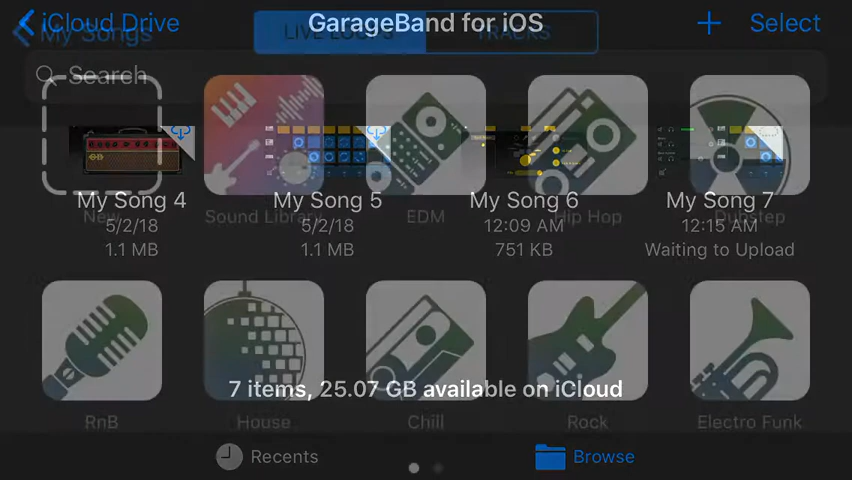 iCloud Drive
My Songs
GarageBand for iOS
LIVE LOOPS
TRACKS
Select
Search
My Song 4
5/2/18
1.1 MB
My Song 5
5/2/18
1.1 MB
My Song 6
12:09 AM
751 KB
My Song 7
12:15 AM
Waiting to Upload
New
Sound Library
EDM
Hip Hop
Dubstep
7 items, 25.07 GB available on iCloud
RnB
House
Chill
Rock
Electro Funk
Recents
Browse